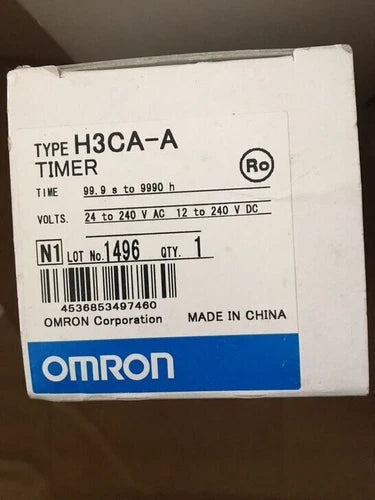 TYPE H3CA-A
TIMER
Ro
TIME 99.9 s to 9990 h
VOLTS. 24 to 240 V AC 12 to 240 V DC
N1 LOT No. 1496 QTY. 1
4536853497460
OMRON Corporation MADE IN CHINA
OMRON